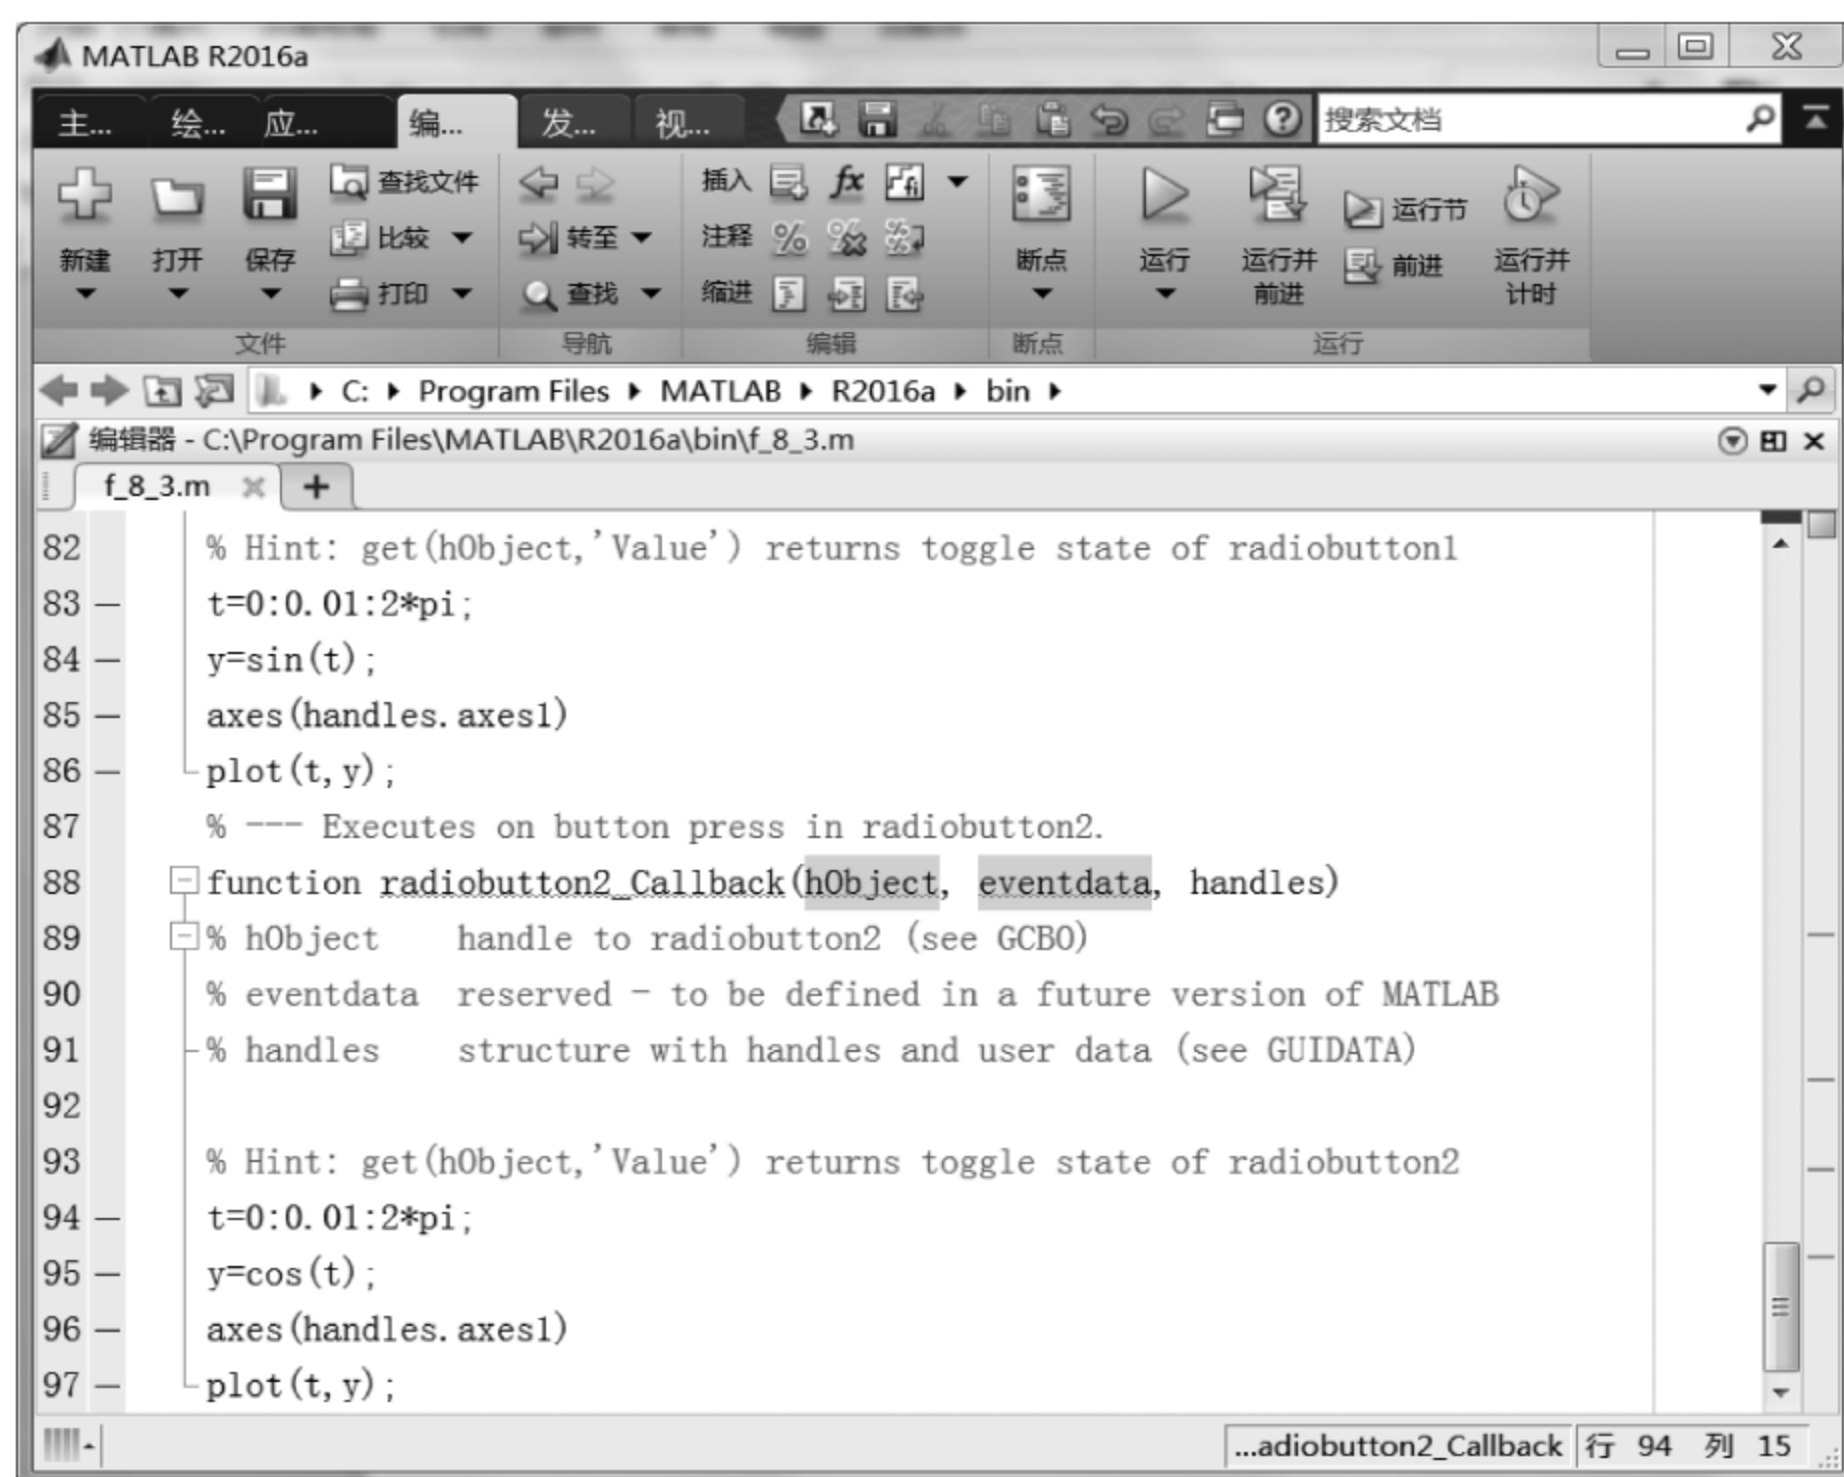 MATLAB R2016a
主... 绘... 应... 编... 发... 视... 搜索文档
新建 打开 保存 查找文件 比较 打印 转至 查找 插入 fx fi 注释 缩进 断点 运行 运行并前进 运行节 前进 运行并计时
文件 导航 编辑 断点 运行
C: Program Files MATLAB R2016a bin
编辑器 - C:\Program Files\MATLAB\R2016a\bin\f_8_3.m
f_8_3.m
82 % Hint: get(hObject,'Value') returns toggle state of radiobutton1
83 — t=0:0.01:2*pi;
84 — y=sin(t);
85 — axes(handles.axes1)
86 — plot(t,y);
87 % --- Executes on button press in radiobutton2.
88 function radiobutton2_Callback(hObject, eventdata, handles)
89 % hObject    handle to radiobutton2 (see GCBO)
90 % eventdata  reserved - to be defined in a future version of MATLAB
91 % handles    structure with handles and user data (see GUIDATA)
92
93 % Hint: get(hObject,'Value') returns toggle state of radiobutton2
94 — t=0:0.01:2*pi;
95 — y=cos(t);
96 — axes(handles.axes1)
97 — plot(t,y);
...adiobutton2_Callback 行 94 列 15